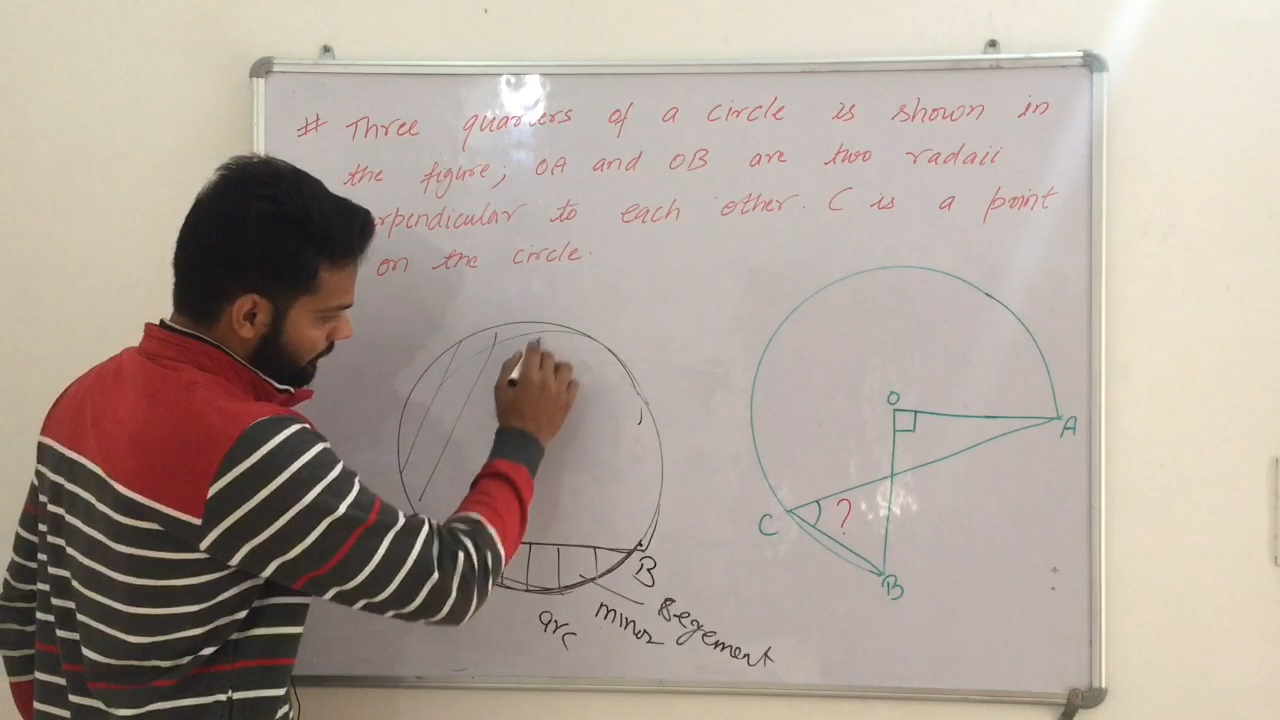 # Three quarters of a circle is shown in
the figure; OA and OB are two radaii
rpendicular to each other. C is a point
on the circle.
O
A
C
?
B
B
arc
minor
Segement